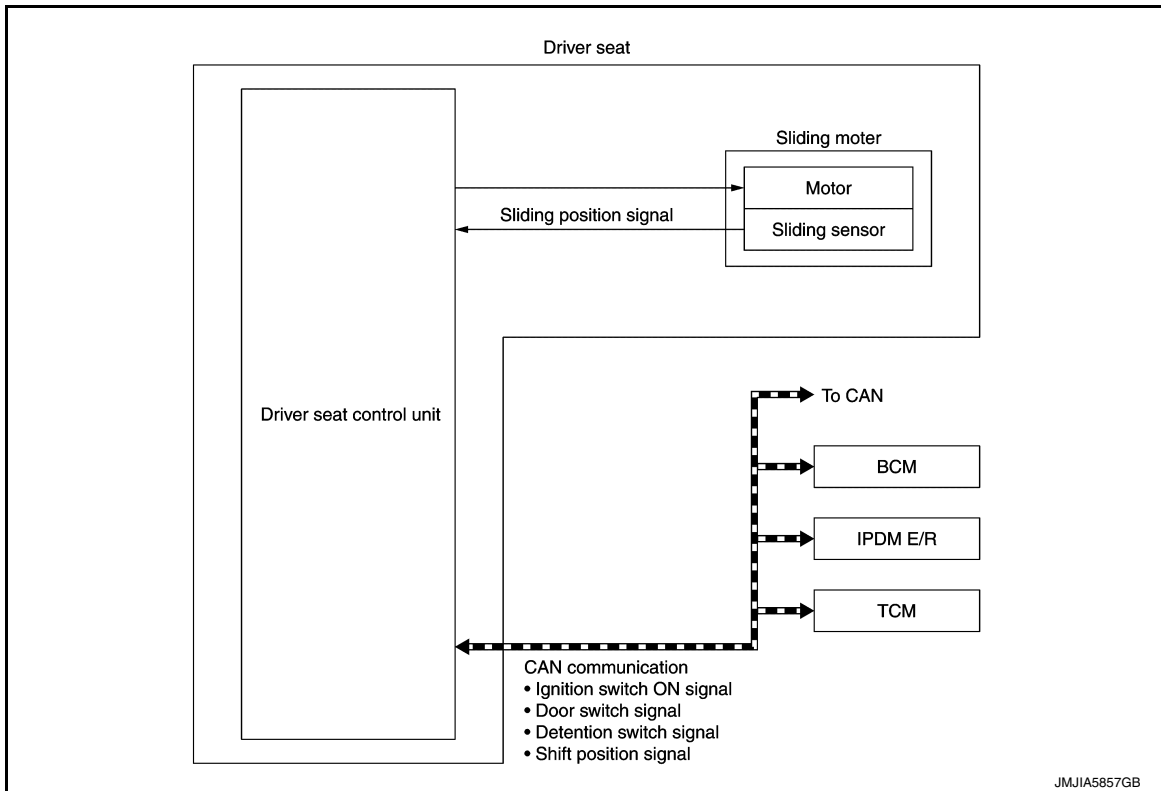 Driver seat
Sliding moter
Motor
Sliding position signal
Sliding sensor
Driver seat control unit
To CAN
BCM
IPDM E/R
TCM
CAN communication
• Ignition switch ON signal
• Door switch signal
• Detention switch signal
• Shift position signal
JMJIA5857GB